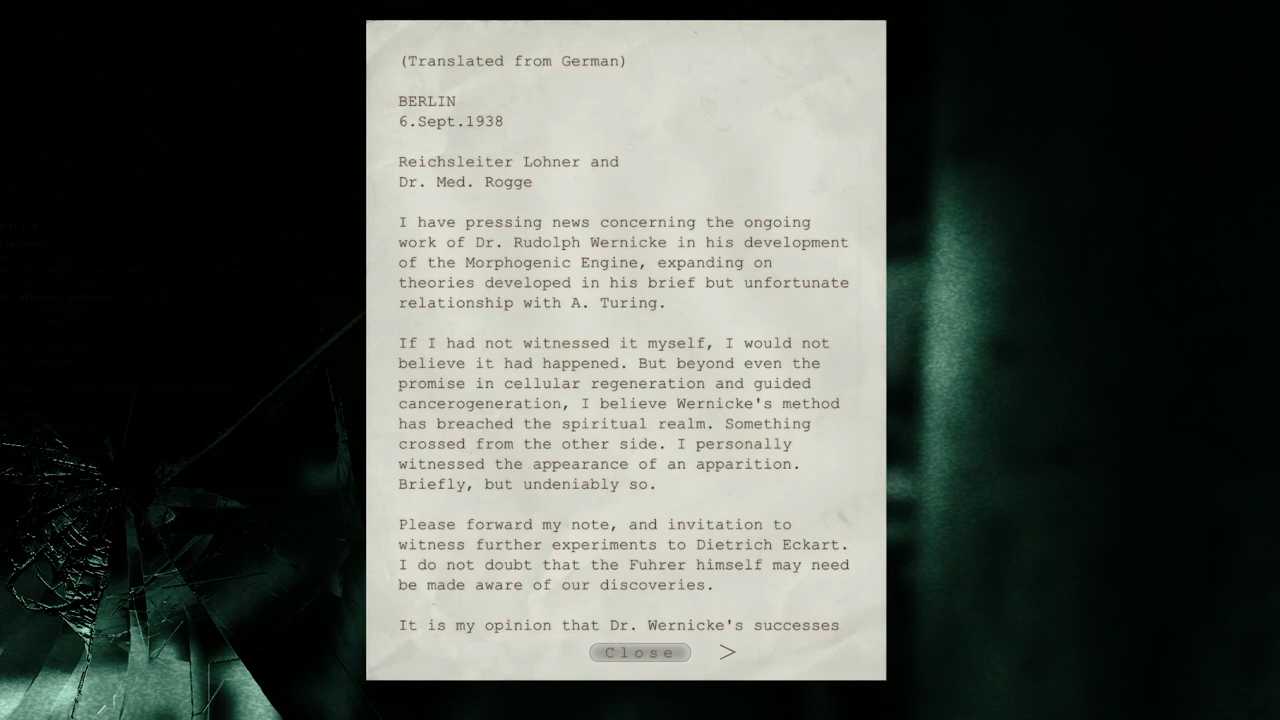 (Translated from German)
BERLIN
6.Sept.1938
Reichsleiter Lohner and
Dr. Med. Rogge
I have pressing news concerning the ongoing
work of Dr. Rudolph Wernicke in his development
of the Morphogenic Engine, expanding on
theories developed in his brief but unfortunate
relationship with A. Turing.
If I had not witnessed it myself, I would not
believe it had happened. But beyond even the
promise in cellular regeneration and guided
cancerogeneration, I believe Wernicke's method
has breached the spiritual realm. Something
crossed from the other side. I personally
witnessed the appearance of an apparition.
Briefly, but undeniably so.
Please forward my note, and invitation to
witness further experiments to Dietrich Eckart.
I do not doubt that the Fuhrer himself may need
be made aware of our discoveries.
It is my opinion that Dr. Wernicke's successes
Close >